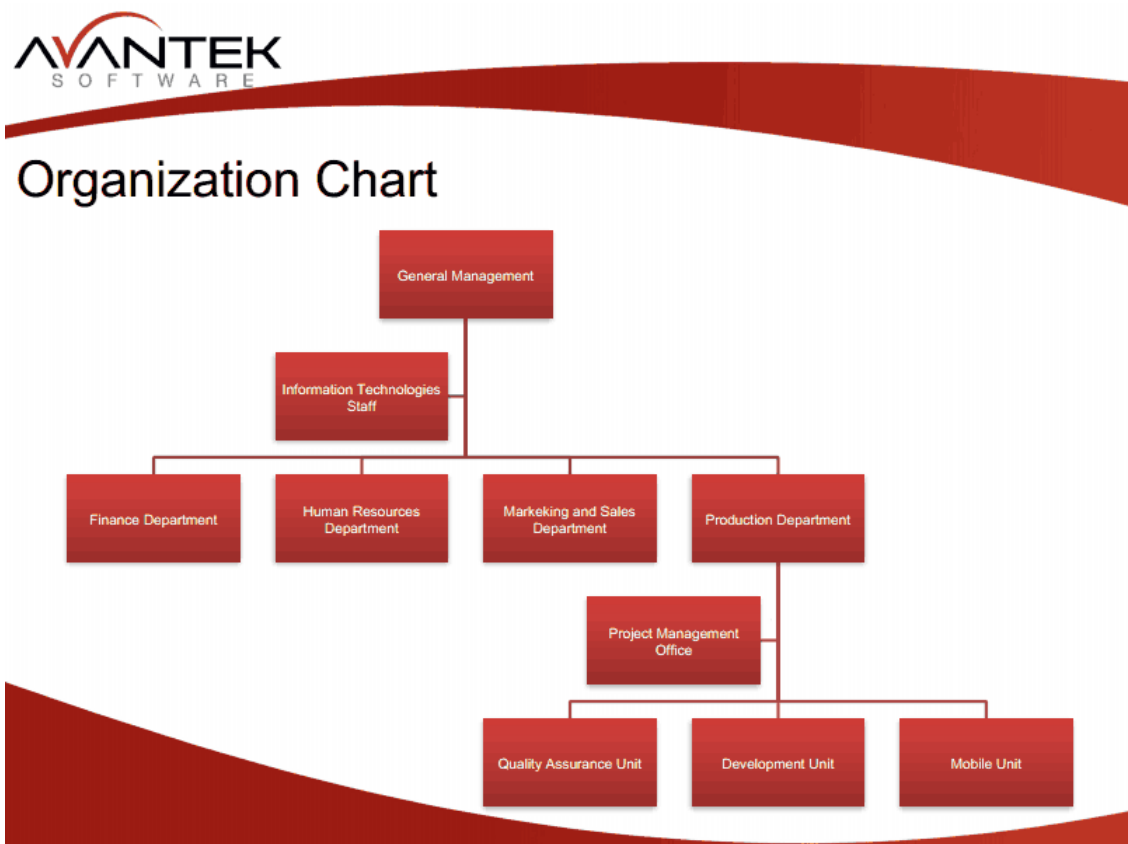 AVANTEK
SOFTWARE
Organization Chart
General Management
Information Technologies
Staff
Finance Department
Human Resources
Department
Markeking and Sales
Department
Production Department
Project Management
Office
Quality Assurance Unit
Development Unit
Mobile Unit